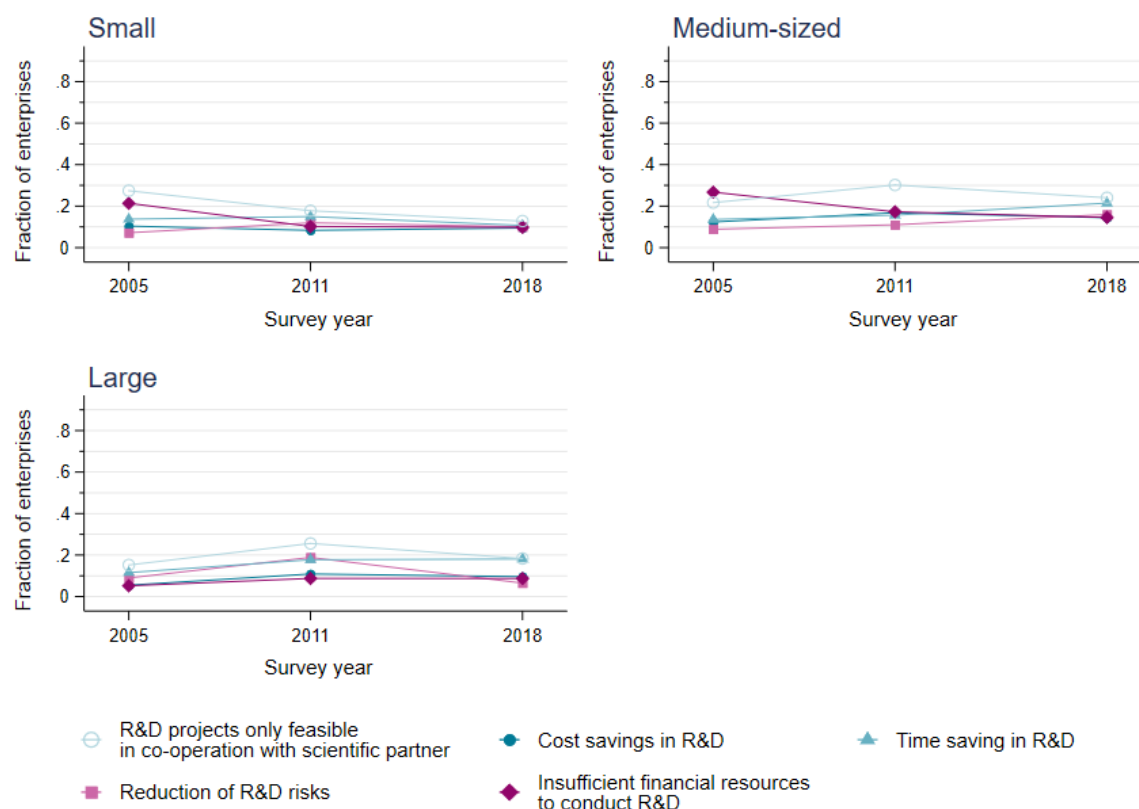 Small
Fraction of enterprises
.8
.6
.4
.2
0
2005 2011 2018
Survey year
Medium-sized
Fraction of enterprises
.8
.6
.4
.2
0
2005 2011 2018
Survey year
Large
Fraction of enterprises
.8
.6
.4
.2
0
2005 2011 2018
Survey year
R&D projects only feasible
in co-operation with scientific partner
Cost savings in R&D
Time saving in R&D
Reduction of R&D risks
Insufficient financial resources
to conduct R&D